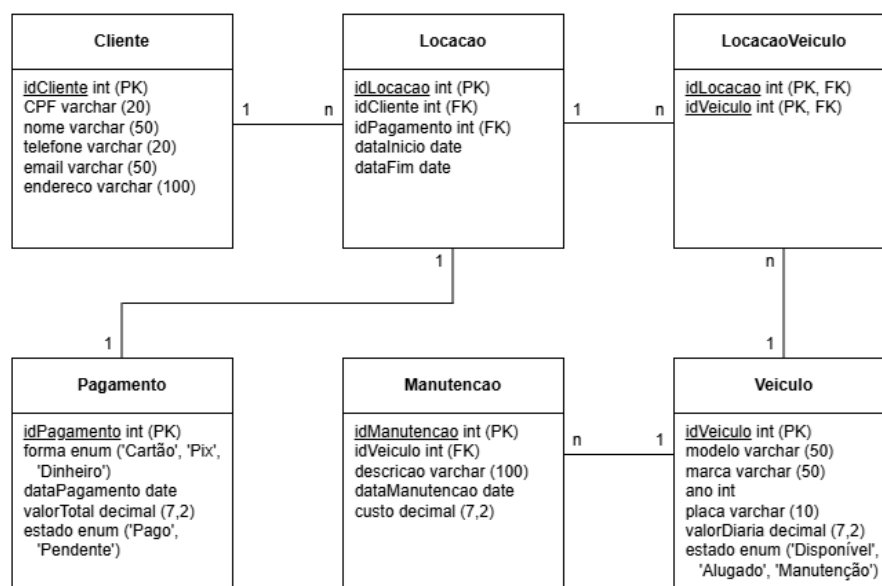 Cliente
idCliente int (PK)
CPF varchar (20)
nome varchar (50)
telefone varchar (20)
email varchar (50)
endereco varchar (100)
1
n
Locacao
idLocacao int (PK)
idCliente int (FK)
idPagamento int (FK)
dataInicio date
dataFim date
1
n
LocacaoVeiculo
idLocacao int (PK, FK)
idVeiculo int (PK, FK)
1
n
1
1
Pagamento
idPagamento int (PK)
forma enum ('Cartão', 'Pix',
'Dinheiro')
dataPagamento date
valorTotal decimal (7,2)
estado enum ('Pago',
'Pendente')
Manutencao
idManutencao int (PK)
idVeiculo int (FK)
descricao varchar (100)
dataManutencao date
custo decimal (7,2)
n
1
Veiculo
idVeiculo int (PK)
modelo varchar (50)
marca varchar (50)
ano int
placa varchar (10)
valorDiaria decimal (7,2)
estado enum ('Disponível',
'Alugado', 'Manutenção')